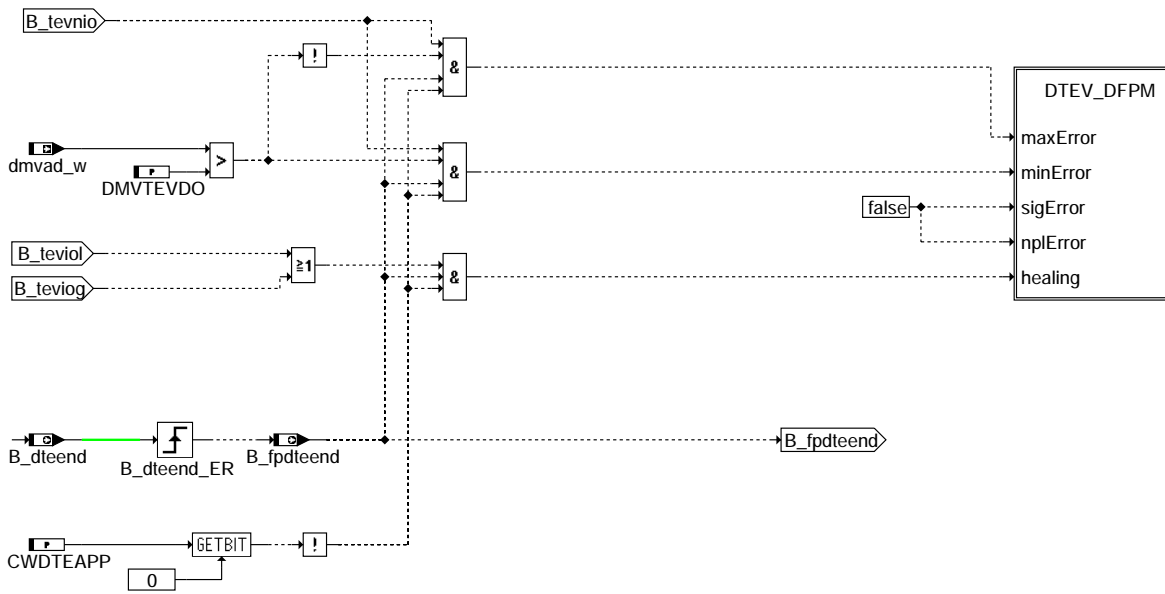 B_tevnio
!
&
DTEV_DFPM
maxError
dmvad_w
>
P
DMVTEVDO
&
minError
false
sigError
nplError
B_teviol
B_teviog
≥1
&
healing
B_dteend
B_dteend_ER
B_fpdteend
B_fpdteend
P
CWDTEAPP
GETBIT
!
0